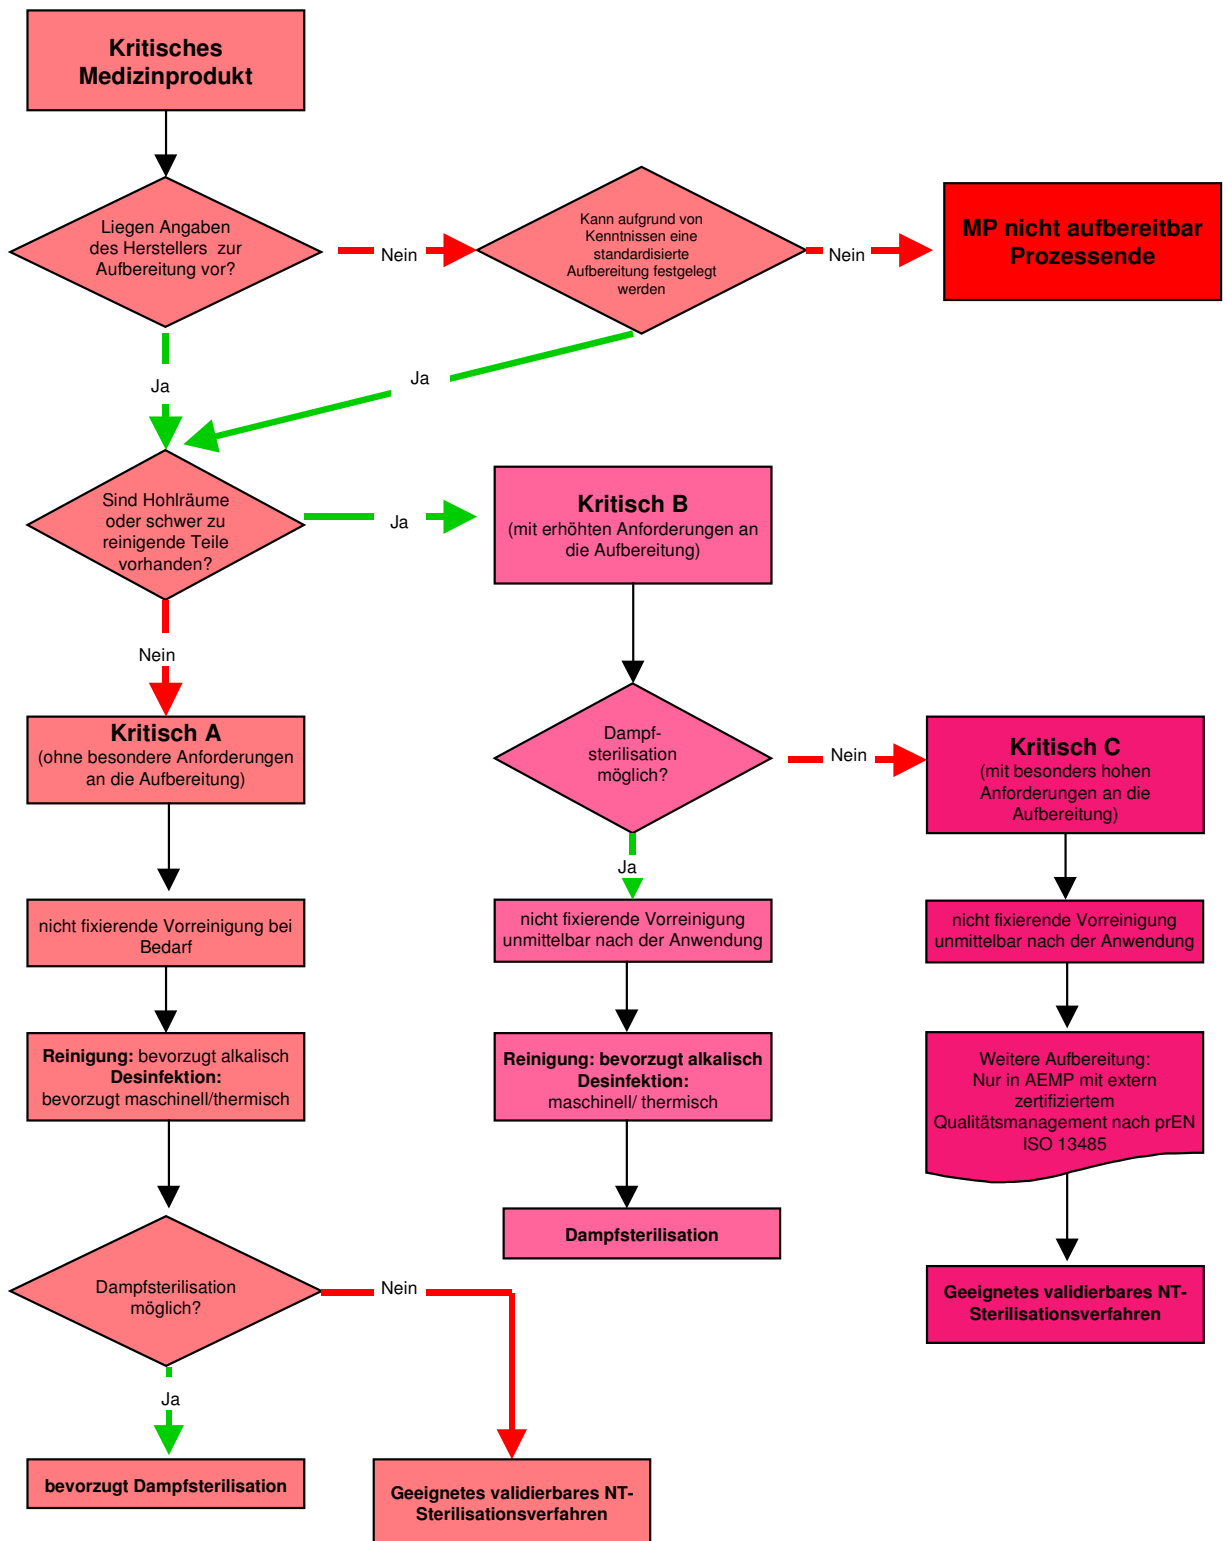 Kritisches
Medizinprodukt
Liegen Angaben
des Herstellers zur
Aufbereitung vor?
Nein
Kann aufgrund von
Kenntnissen eine
standardisierte
Aufbereitung festgelegt
werden
Nein
MP nicht aufbereitbar
Prozessende
Ja
Ja
Sind Hohlräume
oder schwer zu
reinigende Teile
vorhanden?
Ja
Kritisch B
(mit erhöhten Anforderungen an
die Aufbereitung)
Nein
Kritisch A
(ohne besondere Anforderungen
an die Aufbereitung)
Dampf-
sterilisation
möglich?
Nein
Kritisch C
(mit besonders hohen
Anforderungen an die
Aufbereitung)
Ja
nicht fixierende Vorreinigung bei
Bedarf
nicht fixierende Vorreinigung
unmittelbar nach der Anwendung
nicht fixierende Vorreinigung
unmittelbar nach der Anwendung
Reinigung: bevorzugt alkalisch
Desinfektion:
bevorzugt maschinell/thermisch
Reinigung: bevorzugt alkalisch
Desinfektion:
maschinell/ thermisch
Weitere Aufbereitung:
Nur in AEMP mit extern
zertifiziertem
Qualitätsmanagement nach prEN
ISO 13485
Dampfsterilisation
Dampfsterilisation
möglich?
Nein
Geeignetes validierbares NT-
Sterilisationsverfahren
Ja
bevorzugt Dampfsterilisation
Geeignetes validierbares NT-
Sterilisationsverfahren